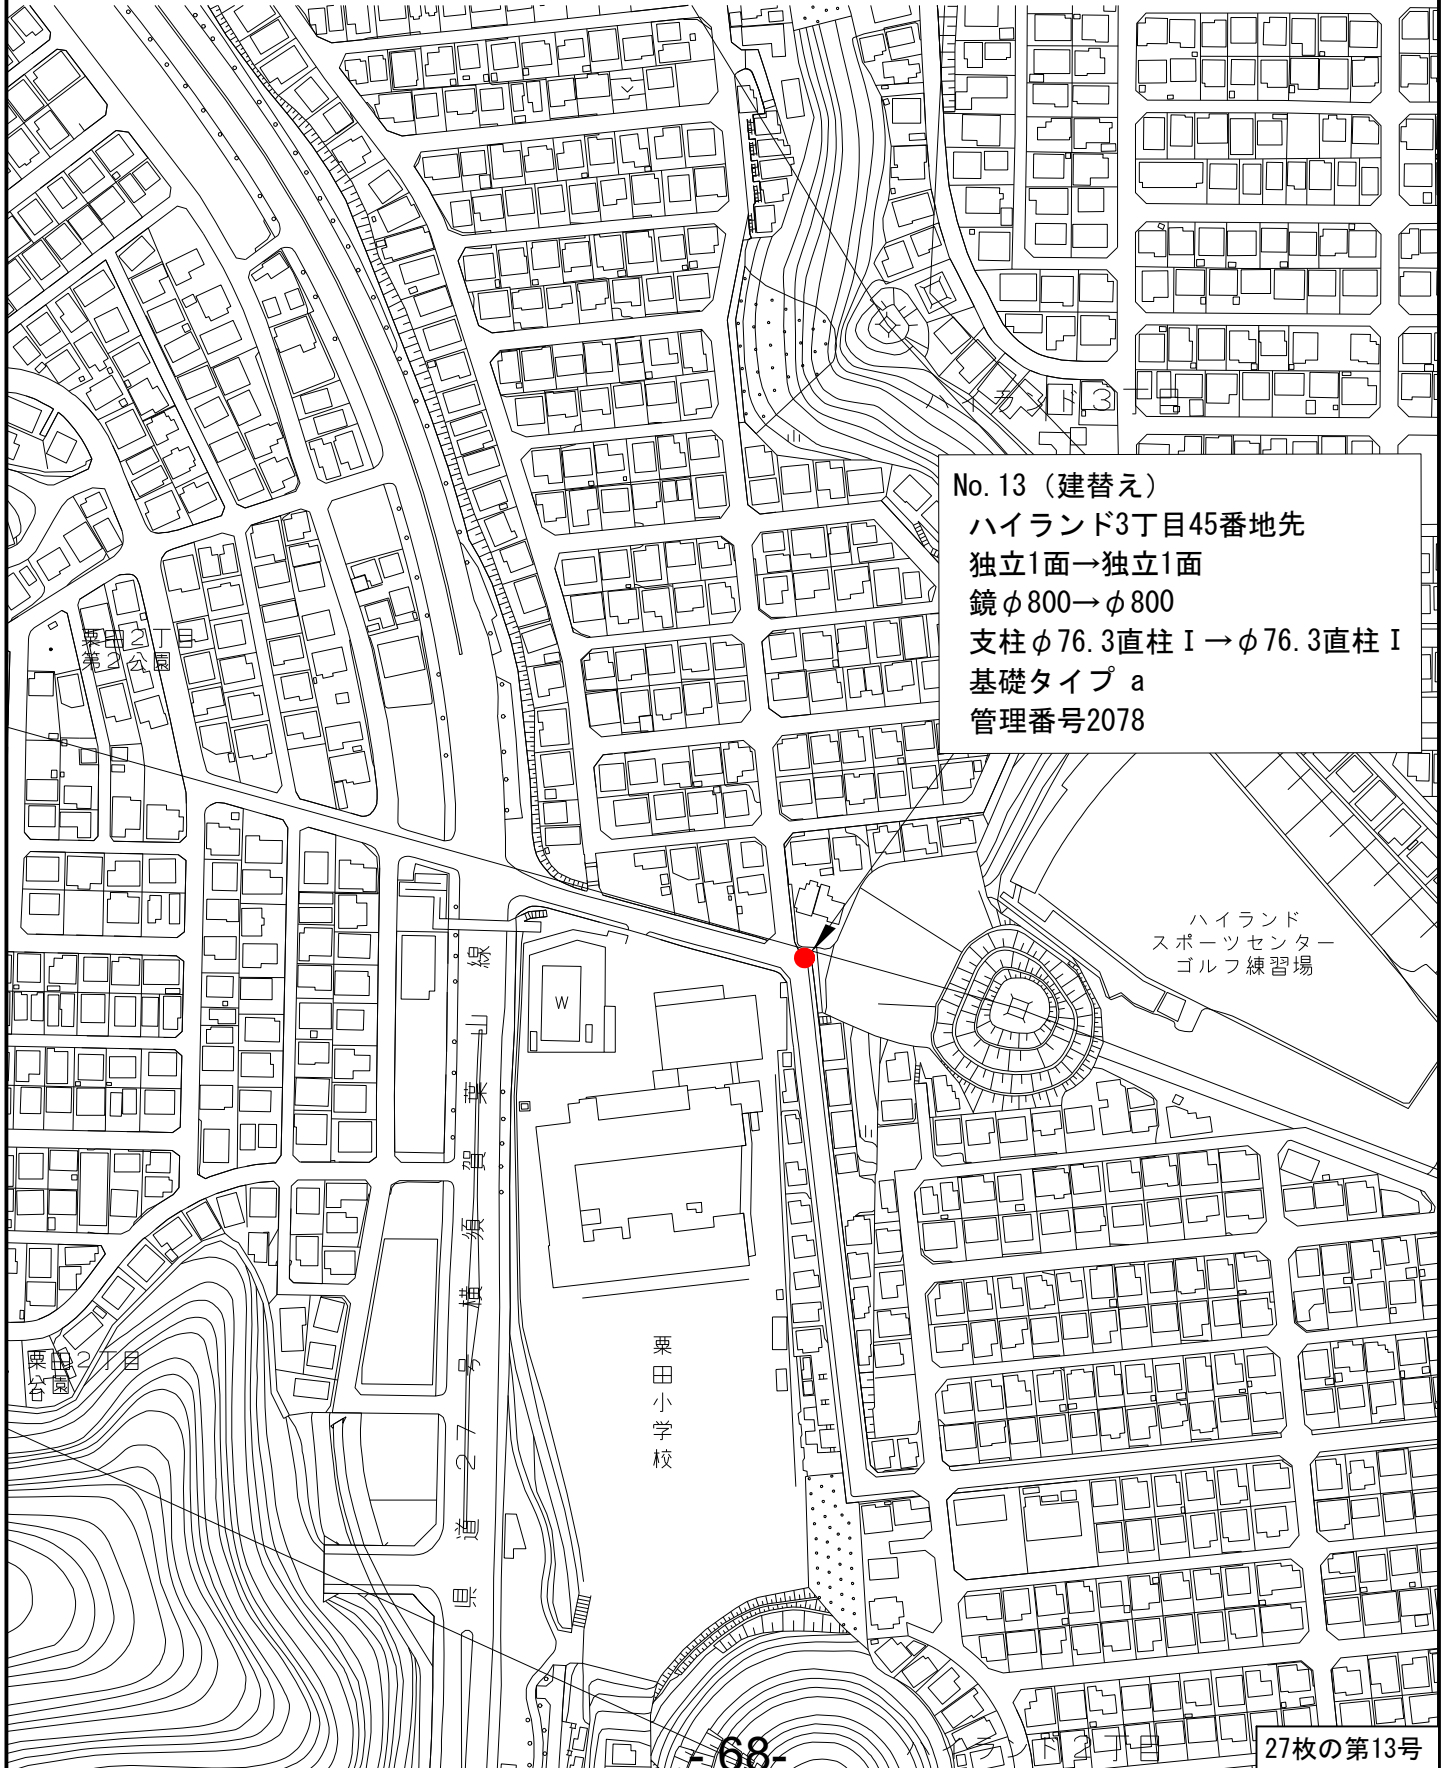 ハイランド3丁目
No.13（建替え）
ハイランド3丁目45番地先
独立1面→独立1面
鏡φ800→φ800
支柱φ76.3直柱Ⅰ→φ76.3直柱Ⅰ
基礎タイプ a
管理番号2078
粟田2丁目
第2公園
ハイランド
スポーツセンター
ゴルフ練習場
W
県道27号横須賀葉山線
粟田小学校
粟田2丁目
公園
ハイランド2丁目
-68-
27枚の第13号